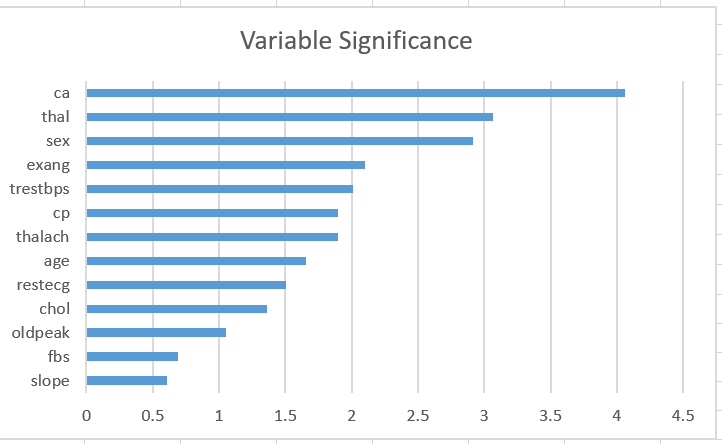 Variable Significance
ca
thal
sex
exang
trestbps
cp
thalach
age
restecg
chol
oldpeak
fbs
slope
0 0.5 1 1.5 2 2.5 3 3.5 4 4.5